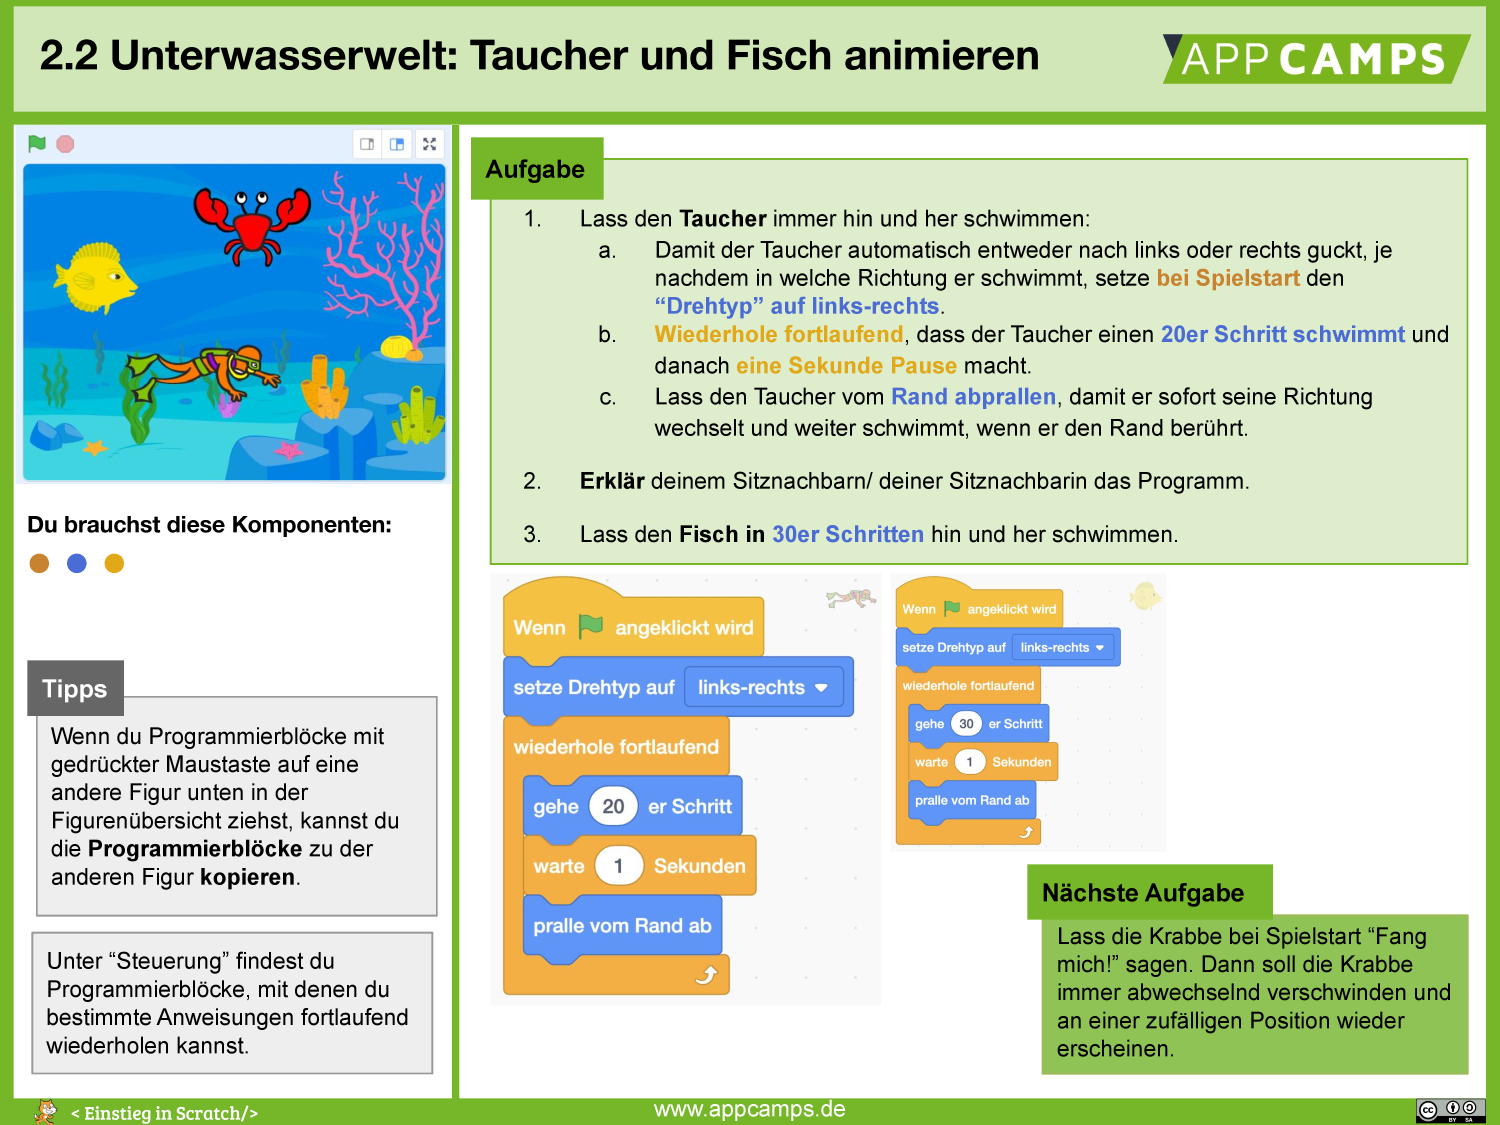 2.2 Unterwasserwelt: Taucher und Fisch animieren
APP CAMPS
Du brauchst diese Komponenten:
Tipps
Wenn du Programmierblöcke mit
gedrückter Maustaste auf eine
andere Figur unten in der
Figurenübersicht ziehst, kannst du
die Programmierblöcke zu der
anderen Figur kopieren.
Unter “Steuerung” findest du
Programmierblöcke, mit denen du
bestimmte Anweisungen fortlaufend
wiederholen kannst.
Aufgabe
1. Lass den Taucher immer hin und her schwimmen:
a. Damit der Taucher automatisch entweder nach links oder rechts guckt, je
nachdem in welche Richtung er schwimmt, setze bei Spielstart den
“Drehtyp” auf links-rechts.
b. Wiederhole fortlaufend, dass der Taucher einen 20er Schritt schwimmt und
danach eine Sekunde Pause macht.
c. Lass den Taucher vom Rand abprallen, damit er sofort seine Richtung
wechselt und weiter schwimmt, wenn er den Rand berührt.
2. Erklär deinem Sitznachbarn/ deiner Sitznachbarin das Programm.
3. Lass den Fisch in 30er Schritten hin und her schwimmen.
Wenn angeklickt wird
setze Drehtyp auf links-rechts
wiederhole fortlaufend
gehe 20 er Schritt
warte 1 Sekunden
pralle vom Rand ab
Wenn angeklickt wird
setze Drehtyp auf links-rechts
wiederhole fortlaufend
gehe 30 er Schritt
warte 1 Sekunden
pralle vom Rand ab
Nächste Aufgabe
Lass die Krabbe bei Spielstart “Fang
mich!” sagen. Dann soll die Krabbe
immer abwechselnd verschwinden und
an einer zufälligen Position wieder
erscheinen.
< Einstieg in Scratch/>
www.appcamps.de
cc BY SA